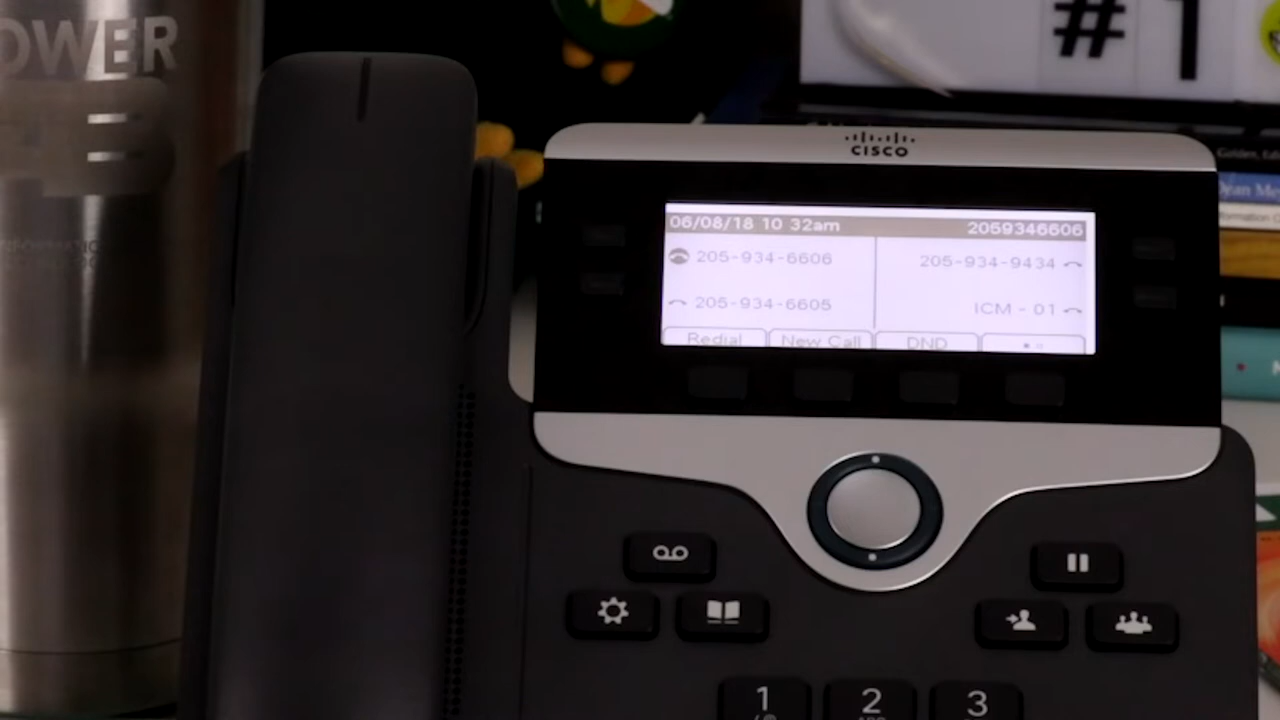 OWER
#1
CISCO
06/08/18 10 32am 2059346606
205-934-6606 205-934-9434
205-934-6605 ICM - 01
Redial New Call DND
1 2 3